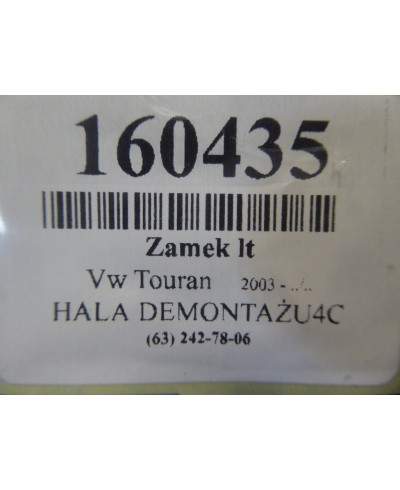 160435
Zamek lt
Vw Touran 2003 - ../..
HALA DEMONTAŻU4C
(63) 242-78-06